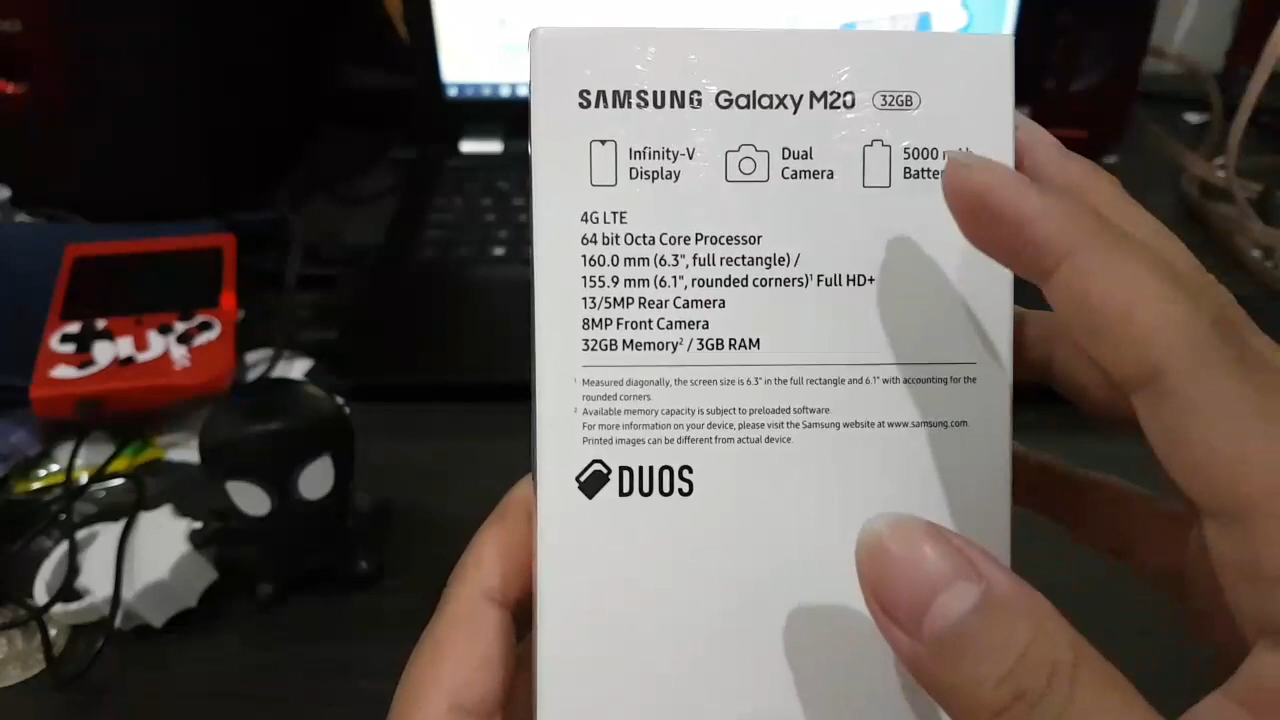 SAMSUNG Galaxy M20 32GB
Infinity-V Display
Dual Camera
5000
4G LTE
64 bit Octa Core Processor
160.0 mm (6.3", full rectangle) /
155.9 mm (6.1", rounded corners)¹ Full HD+
13/5MP Rear Camera
8MP Front Camera
32GB Memory² / 3GB RAM
¹ Measured diagonally, the screen size is 6.3" in the full rectangle and 6.1" with accounting for the
rounded corners.
² Available memory capacity is subject to preloaded software.
For more information on your device, please visit the Samsung website at www.samsung.com.
Printed images can be different from actual device.
DUOS